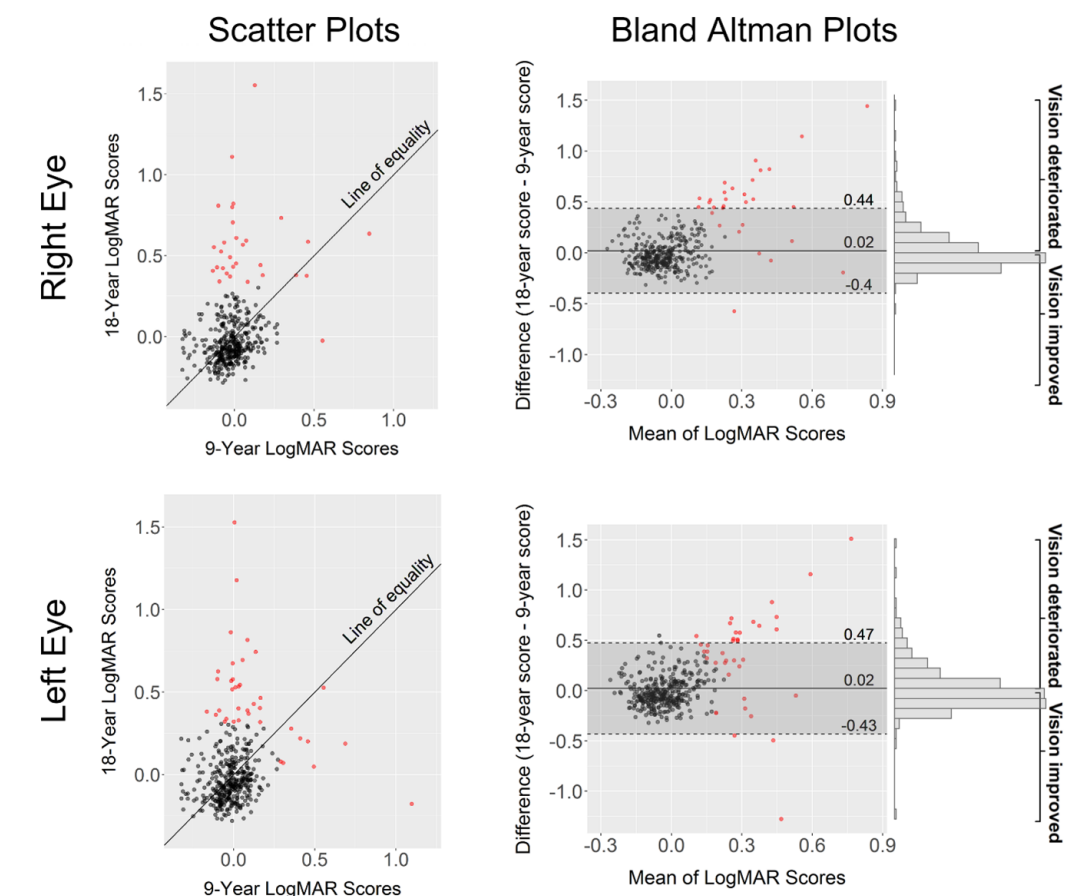 Scatter Plots
Bland Altman Plots
Right Eye
18-Year LogMAR Scores
1.5
1.0
0.5
0.0
Line of equality
0.0 0.5 1.0
9-Year LogMAR Scores
Difference (18-year score - 9-year score)
1.5
1.0
0.5
0.0
-0.5
-1.0
0.44
0.02
-0.4
-0.3 0.0 0.3 0.6 0.9
Mean of LogMAR Scores
Vision deteriorated
Vision improved
Left Eye
18-Year LogMAR Scores
1.5
1.0
0.5
0.0
Line of equality
0.0 0.5 1.0
9-Year LogMAR Scores
Difference (18-year score - 9-year score)
1.5
1.0
0.5
0.0
-0.5
-1.0
0.47
0.02
-0.43
-0.3 0.0 0.3 0.6 0.9
Mean of LogMAR Scores
Vision deteriorated
Vision improved